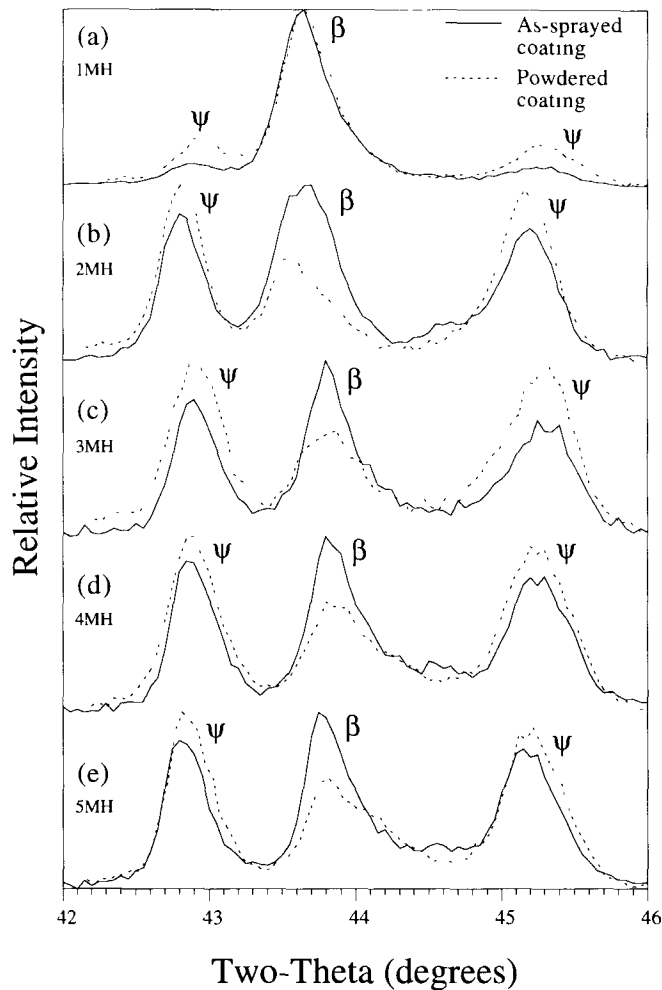 (a)
1MH
β
ψ
ψ
As-sprayed
coating
Powdered
coating
(b)
2MH
ψ
β
ψ
(c)
3MH
ψ
β
ψ
(d)
4MH
ψ
β
ψ
(e)
5MH
ψ
β
ψ
Relative Intensity
42 43 44 45 46
Two-Theta (degrees)